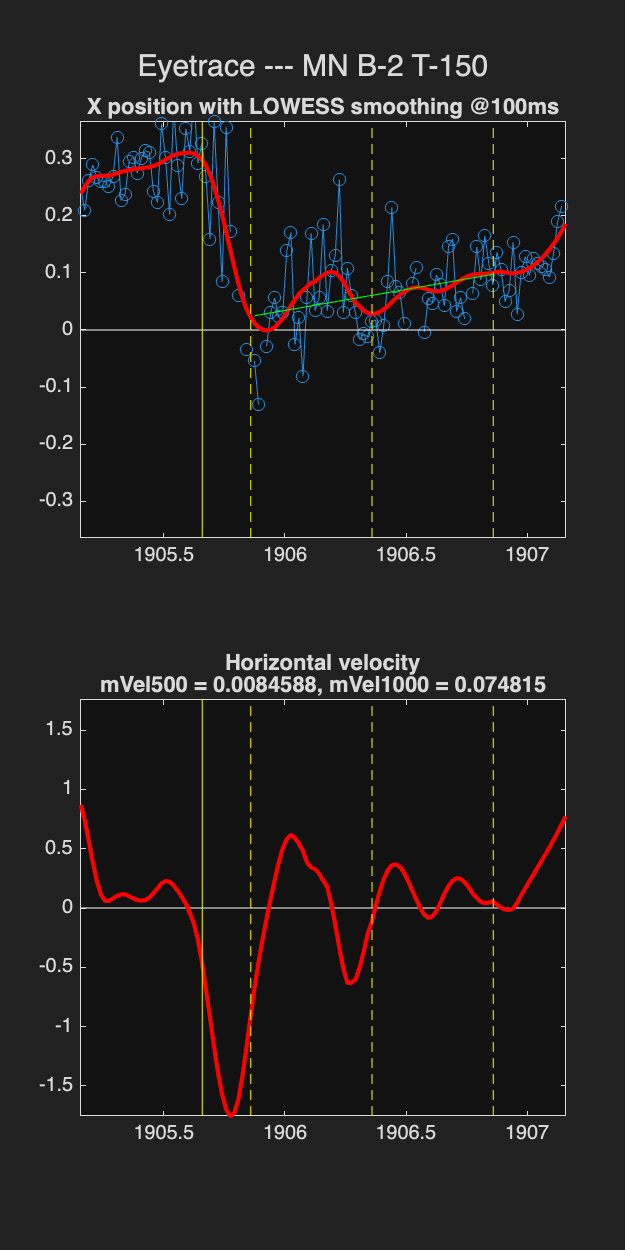 Eyetrace --- MN B-2 T-150
X position with LOWESS smoothing @100ms
0.3
0.2
0.1
0
-0.1
-0.2
-0.3
1905.5 1906 1906.5 1907
Horizontal velocity
mVel500 = 0.0084588, mVel1000 = 0.074815
1.5
1
0.5
0
-0.5
-1
-1.5
1905.5 1906 1906.5 1907